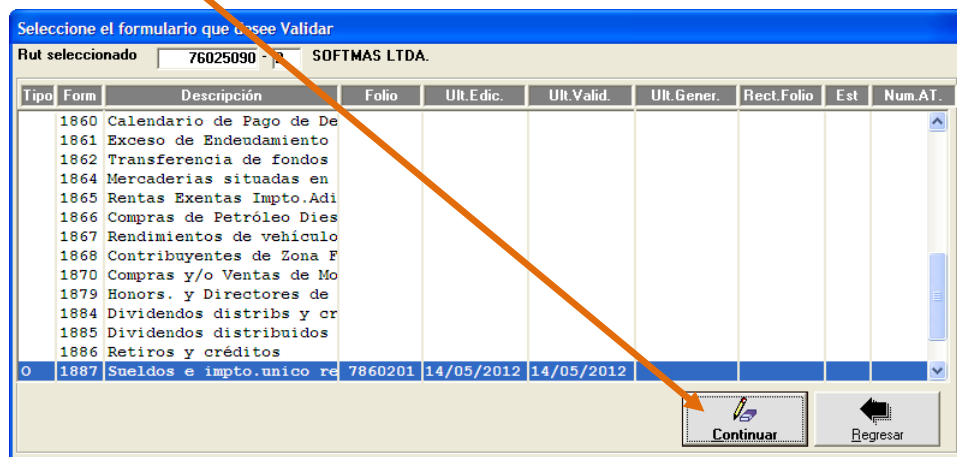 Seleccione el formulario que desee Validar
Rut seleccionado 76025090 - SOFTMAS LTDA.
Tipo Form Descripción Folio Ult.Edic. Ult.Valid. Ult.Gener. Rect.Folio Est Num.AT.
1860 Calendario de Pago de De
1861 Exceso de Endeudamiento
1862 Transferencia de fondos
1864 Mercaderias situadas en
1865 Rentas Exentas Impto.Adi
1866 Compras de Petróleo Dies
1867 Rendimientos de vehículo
1868 Contribuyentes de Zona F
1870 Compras y/o Ventas de Mo
1879 Honors. y Directores de
1884 Dividendos distribs y cr
1885 Dividendos distribuidos
1886 Retiros y créditos
O 1887 Sueldos e impto.unico re 7860201 14/05/2012 14/05/2012
Continuar Regresar